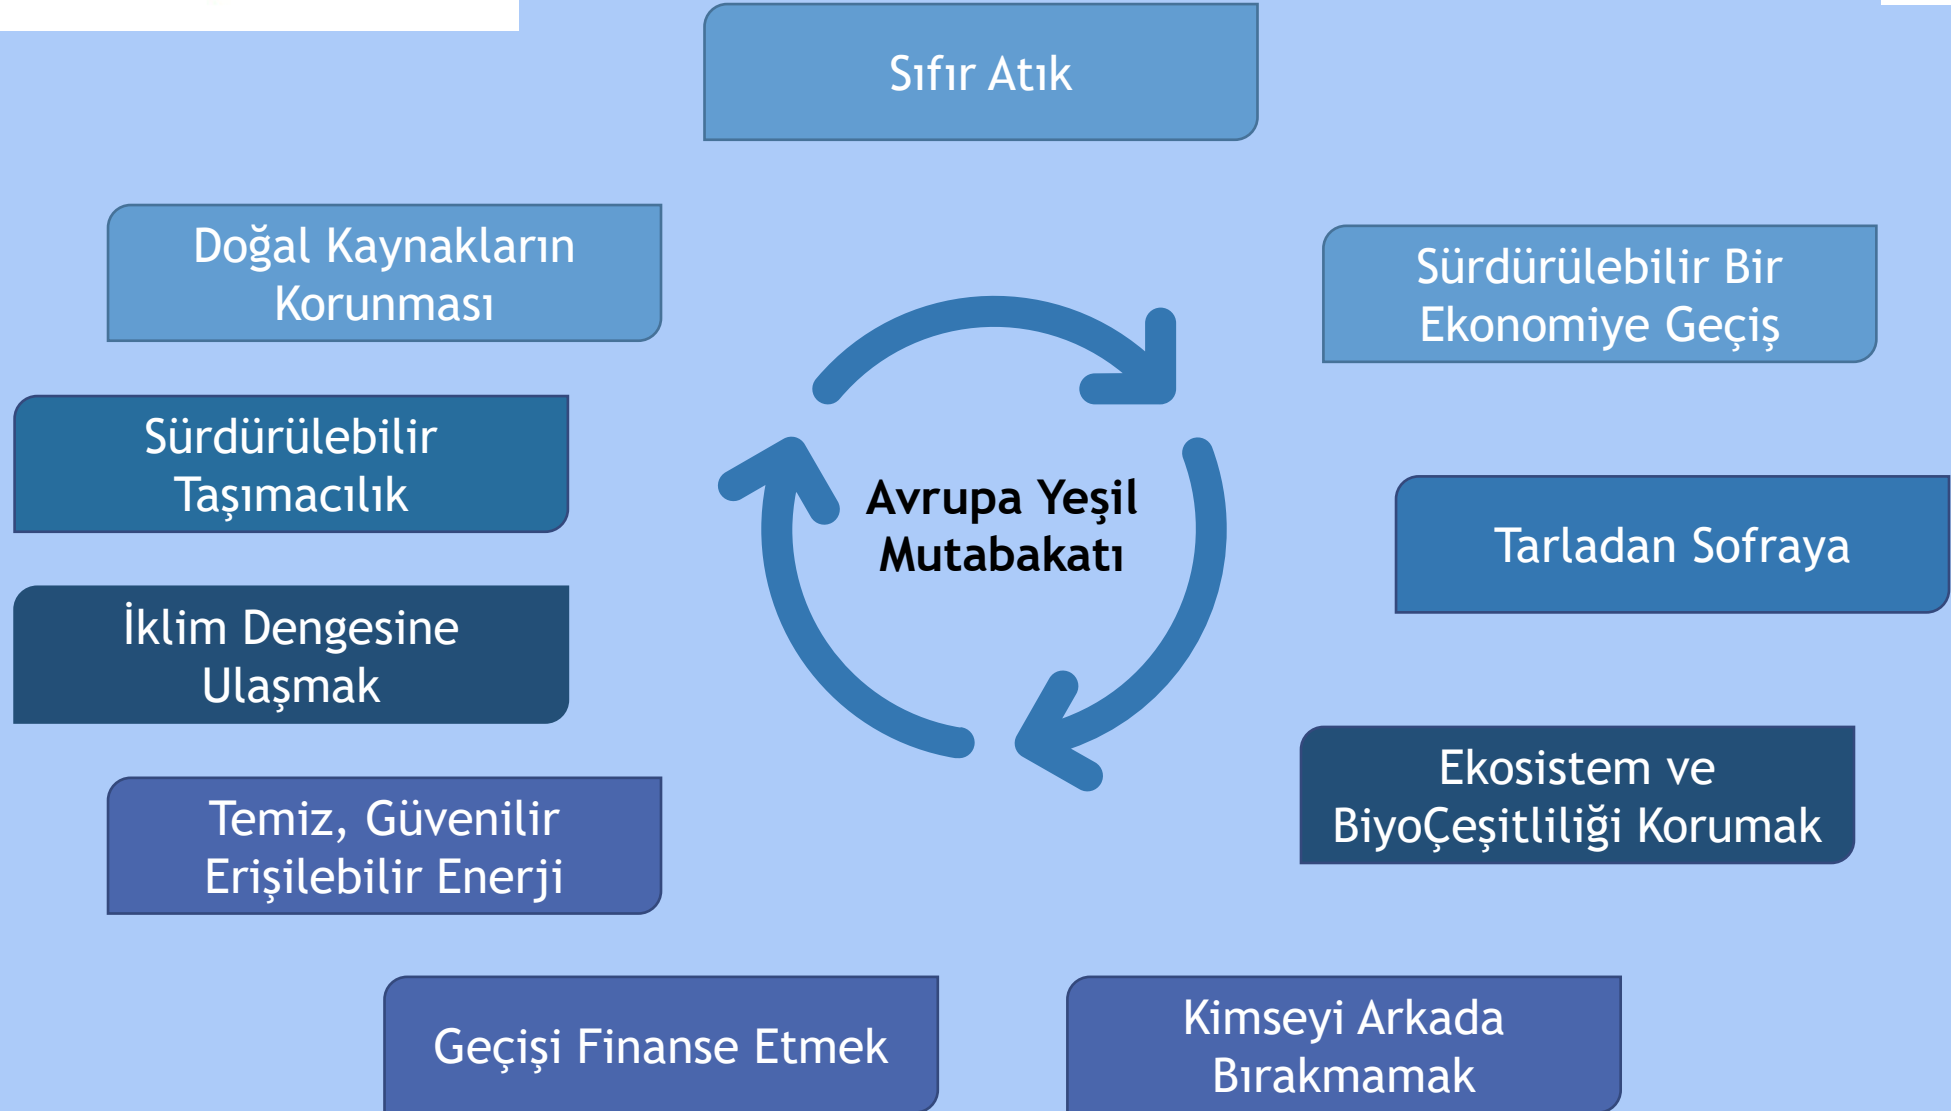 Sıfır Atık
Doğal Kaynakların
Korunması
Sürdürülebilir Bir
Ekonomiye Geçiş
Sürdürülebilir
Taşımacılık
Avrupa Yeşil
Mutabakatı
Tarladan Sofraya
İklim Dengesine
Ulaşmak
Ekosistem ve
BiyoÇeşitliliği Korumak
Temiz, Güvenilir
Erişilebilir Enerji
Geçişi Finanse Etmek
Kimseyi Arkada
Bırakmamak